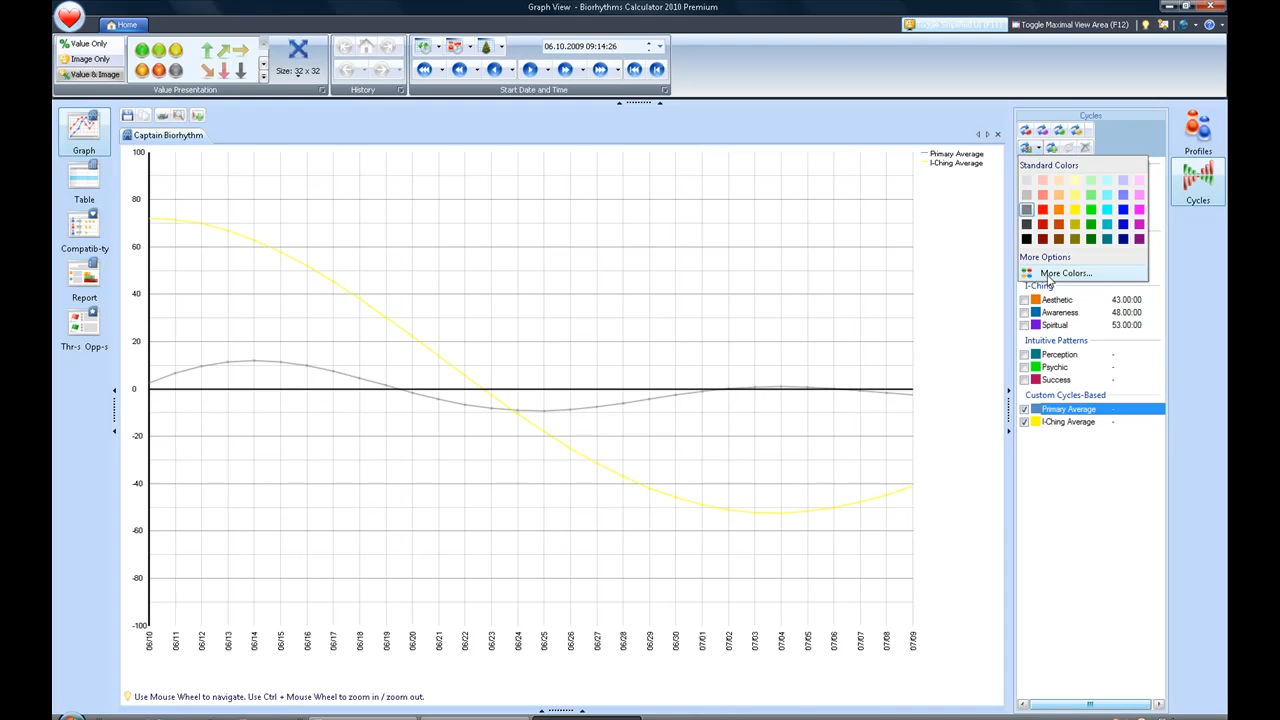 Graph View - Biorhythms Calculator 2010 Premium
Home
Toggle Maximal View Area (F12)
Value Only
Image Only
Value & Image
Size: 32 x 32
06.10.2009 09:14:26
Value Presentation
History
Start Date and Time
Graph
Table
Compatib-ty
Report
Thr-s Opp-s
Captain Biorhythm
100
80
60
40
20
0
-20
-40
-60
-80
-100
06/10
06/11
06/12
06/13
06/14
06/15
06/16
06/17
06/18
06/19
06/20
06/21
06/22
06/23
06/24
06/25
06/26
06/27
06/28
06/29
06/30
07/01
07/02
07/03
07/04
07/05
07/06
07/07
07/08
07/09
Primary Average
I-Ching Average
Use Mouse Wheel to navigate. Use Ctrl + Mouse Wheel to zoom in / zoom out.
Cycles
Standard Colors
More Options
More Colors...
I-Ching
Aesthetic 43.00:00
Awareness 48.00:00
Spiritual 53.00:00
Intuitive Patterns
Perception -
Psychic -
Success -
Custom Cycles-Based
Primary Average -
I-Ching Average -
Profiles
Cycles